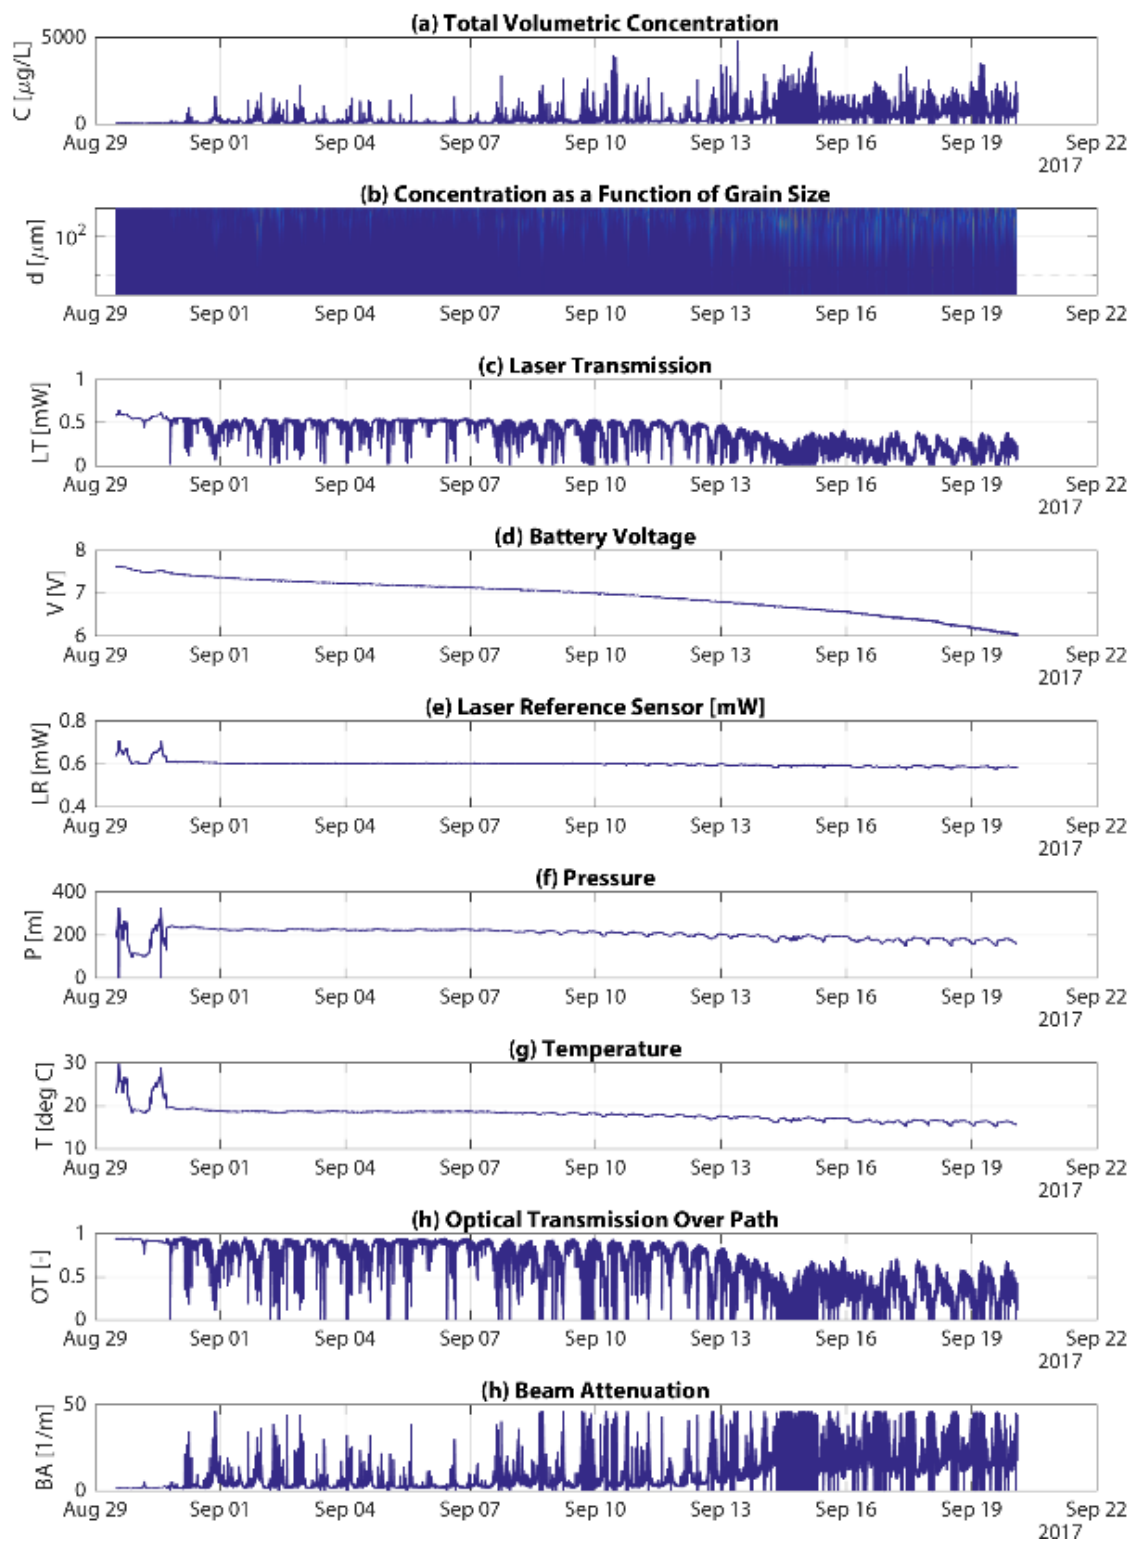 (a) Total Volumetric Concentration
C [μg/L]
5000
0
Aug 29 Sep 01 Sep 04 Sep 07 Sep 10 Sep 13 Sep 16 Sep 19 Sep 22
2017
(b) Concentration as a Function of Grain Size
d [μm]
10²
Aug 29 Sep 01 Sep 04 Sep 07 Sep 10 Sep 13 Sep 16 Sep 19 Sep 22
(c) Laser Transmission
LT [mW]
1
0.5
0
Aug 29 Sep 01 Sep 04 Sep 07 Sep 10 Sep 13 Sep 16 Sep 19 Sep 22
2017
(d) Battery Voltage
V [V]
8
7
6
Aug 29 Sep 01 Sep 04 Sep 07 Sep 10 Sep 13 Sep 16 Sep 19 Sep 22
2017
(e) Laser Reference Sensor [mW]
LR [mW]
0.8
0.6
0.4
Aug 29 Sep 01 Sep 04 Sep 07 Sep 10 Sep 13 Sep 16 Sep 19 Sep 22
2017
(f) Pressure
P [m]
400
200
0
Aug 29 Sep 01 Sep 04 Sep 07 Sep 10 Sep 13 Sep 16 Sep 19 Sep 22
2017
(g) Temperature
T [deg C]
30
20
10
Aug 29 Sep 01 Sep 04 Sep 07 Sep 10 Sep 13 Sep 16 Sep 19 Sep 22
2017
(h) Optical Transmission Over Path
OT [-]
1
0.5
0
Aug 29 Sep 01 Sep 04 Sep 07 Sep 10 Sep 13 Sep 16 Sep 19 Sep 22
2017
(h) Beam Attenuation
BA [1/m]
50
0
Aug 29 Sep 01 Sep 04 Sep 07 Sep 10 Sep 13 Sep 16 Sep 19 Sep 22
2017